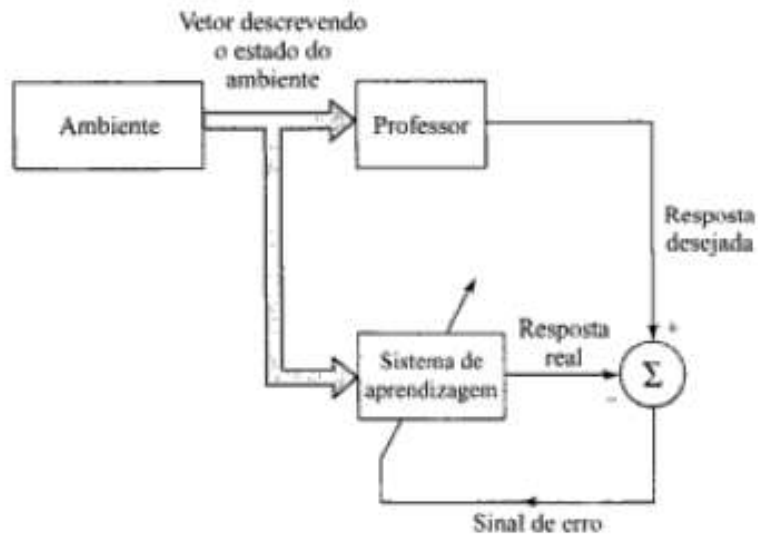 Vetor descrevendo
o estado do
ambiente
Ambiente
Professor
Resposta
desejada
+
Resposta
real
Sistema de
aprendizagem
Σ
−
Sinal de erro